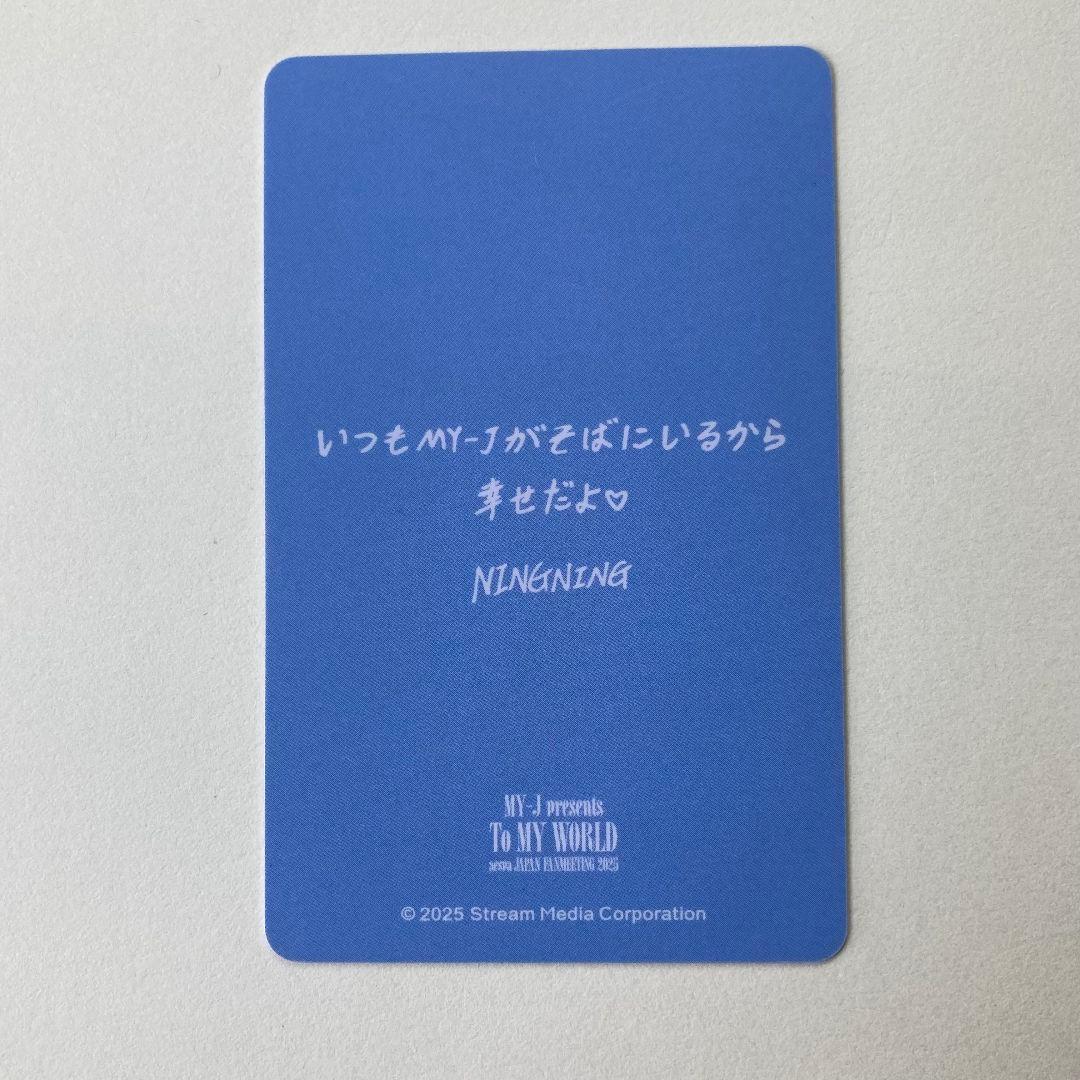 いつもMY-Jがそばにいるから
幸せだよ♡
NINGNING
MY-J presents
To MY WORLD
aespa JAPAN FANMEETING 2025
© 2025 Stream Media Corporation